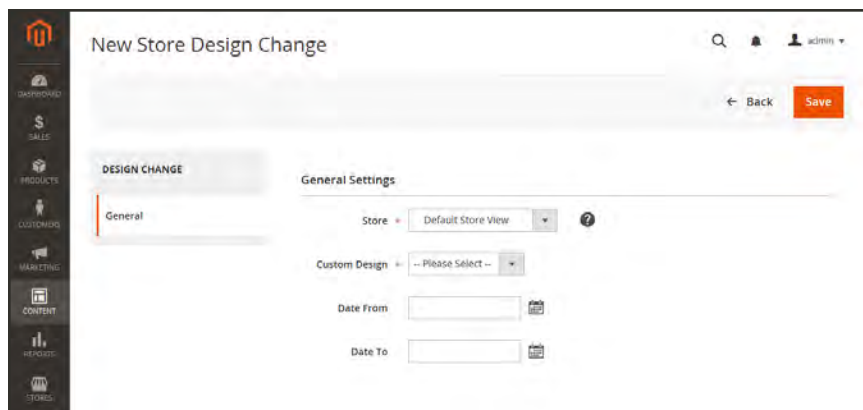 New Store Design Change
admin
DASHBOARD
← Back
Save
$
SALES
PRODUCTS
DESIGN CHANGE
General Settings
General
Store *
Default Store View
?
CUSTOMERS
MARKETING
Custom Design *
-- Please Select --
CONTENT
Date From
REPORTS
Date To
STORES